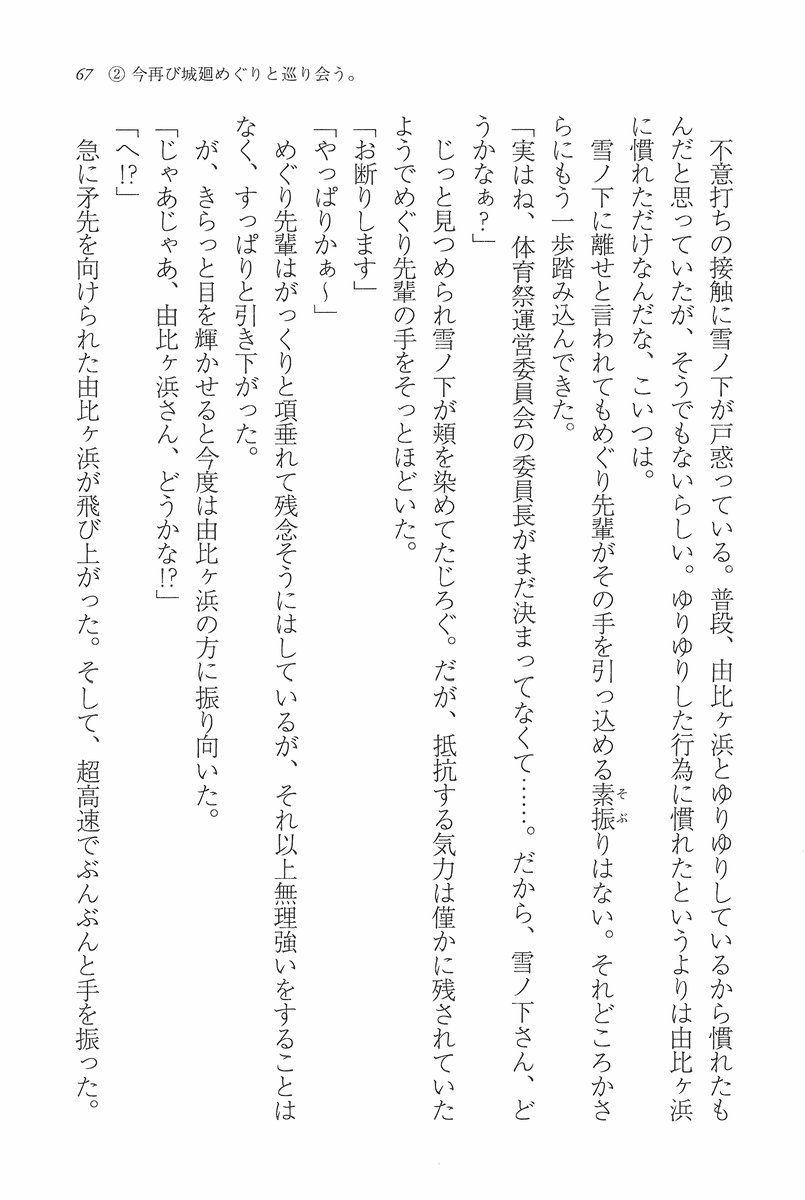 67 ② 今再び城廻めぐりと巡り会う。
　不意打ちの接触に雪ノ下が戸惑っている。普段、由比ヶ浜とゆりゆりしているから慣れたも
んだと思っていたが、そうでもないらしい。ゆりゆりした行為に慣れたというよりは由比ヶ浜
に慣れただけなんだな、こいつは。
　雪ノ下に離せと言われてもめぐり先輩がその手を引っ込める素振りはない。それどころかさ
そぶ
らにもう一歩踏み込んできた。
「実はね、体育祭運営委員会の委員長がまだ決まってなくて……。だから、雪ノ下さん、ど
うかなぁ？」
　じっと見つめられ雪ノ下が頬を染めてたじろぐ。だが、抵抗する気力は僅かに残されていた
ようでめぐり先輩の手をそっとほどいた。
「お断りします」
「やっぱりかぁ〜」
　めぐり先輩はがっくりと項垂れて残念そうにはしているが、それ以上無理強いをすることは
なく、すっぱりと引き下がった。
　が、きらっと目を輝かせると今度は由比ヶ浜の方に振り向いた。
「じゃあじゃあ、由比ヶ浜さん、どうかな!?」
「へ!?」
　急に矛先を向けられた由比ヶ浜が飛び上がった。そして、超高速でぶんぶんと手を振った。